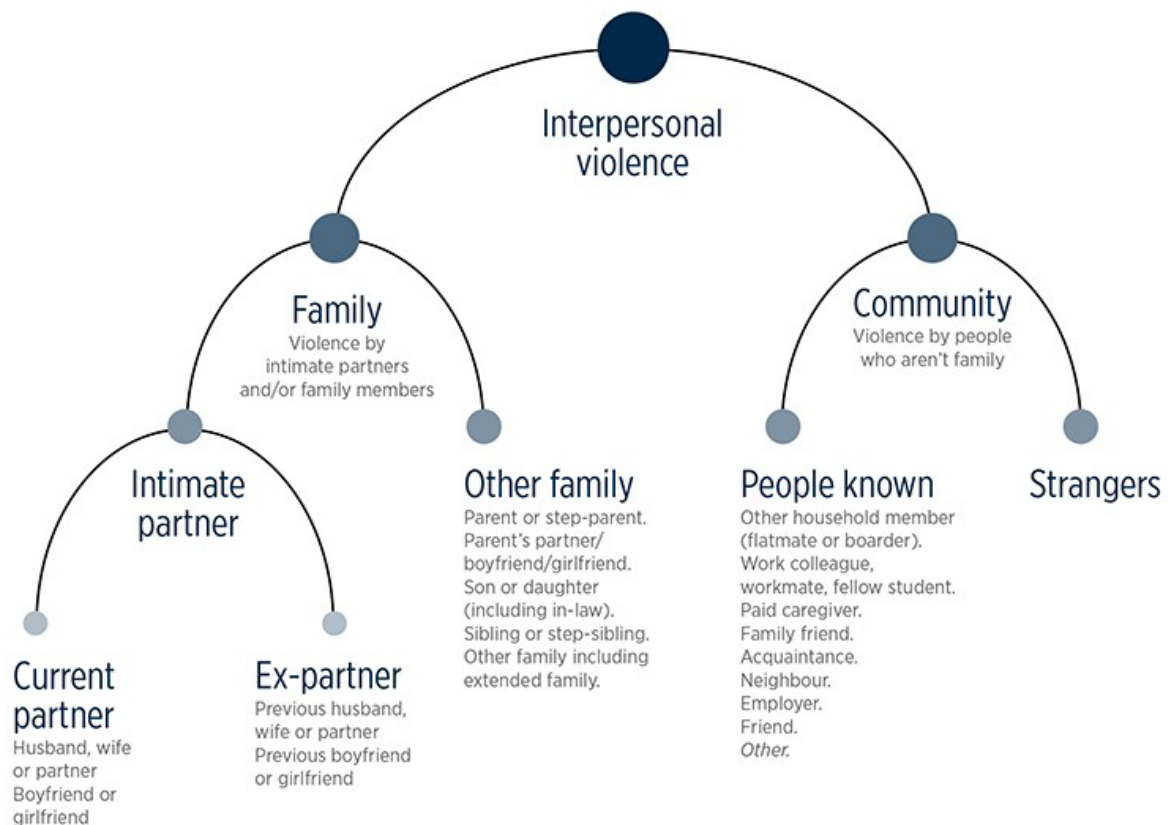 Interpersonal
violence
Family
Violence by
intimate partners
and/or family members
Community
Violence by people
who aren't family
Intimate
partner
Other family
Parent or step-parent.
Parent's partner/
boyfriend/girlfriend.
Son or daughter
(including in-law).
Sibling or step-sibling.
Other family including
extended family.
People known
Other household member
(flatmate or boarder).
Work colleague,
workmate, fellow student.
Paid caregiver.
Family friend.
Acquaintance.
Neighbour.
Employer.
Friend.
Other.
Strangers
Current
partner
Husband, wife
or partner
Boyfriend or
girlfriend
Ex-partner
Previous husband,
wife or partner
Previous boyfriend
or girlfriend